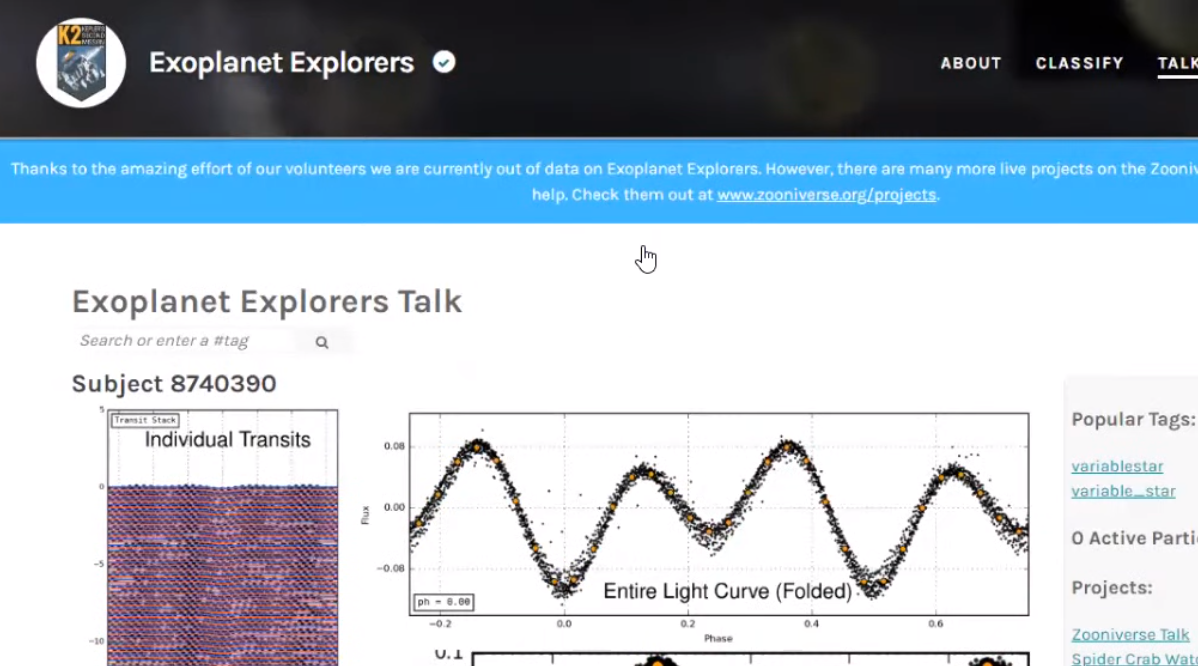 K2 KEPLER'S SECOND MISSION
Exoplanet Explorers
ABOUT CLASSIFY TALK
Thanks to the amazing effort of our volunteers we are currently out of data on Exoplanet Explorers. However, there are many more live projects on the
help. Check them out at www.zooniverse.org/projects.
Exoplanet Explorers Talk
Search or enter a #tag
Subject 8740390
Transit Stack
Individual Transits
5
0
−5
−10
Flux
0.08
0.00
−0.08
ph = 0.00
Entire Light Curve (Folded)
−0.2 0.0 0.2 0.4 0.6
Phase
0.1
Popular Tags:
variablestar
variable_star
0 Active
Projects:
Zooniverse Talk
Spider Crab